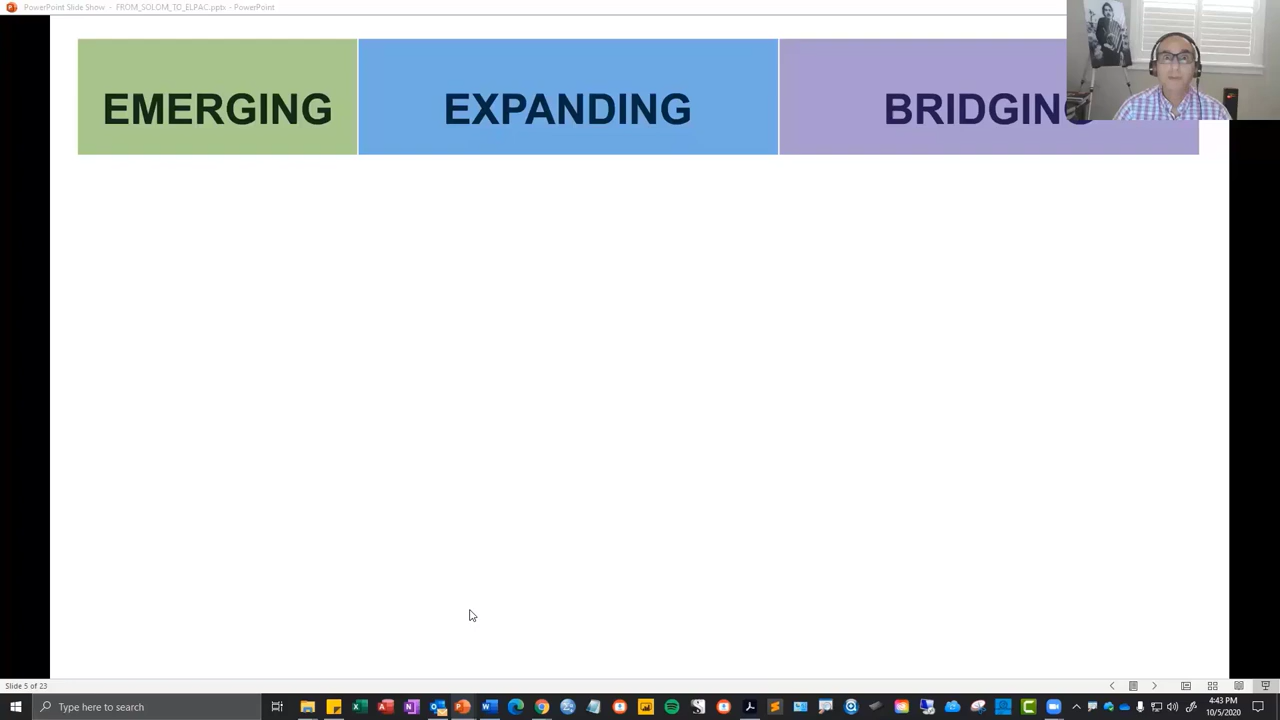 PowerPoint Slide Show - FROM_SOLOM_TO_ELPAC.pptx - PowerPoint
EMERGING EXPANDING BRIDGING
Slide 5 of 23
Type here to search
4:43 PM
10/5/2020